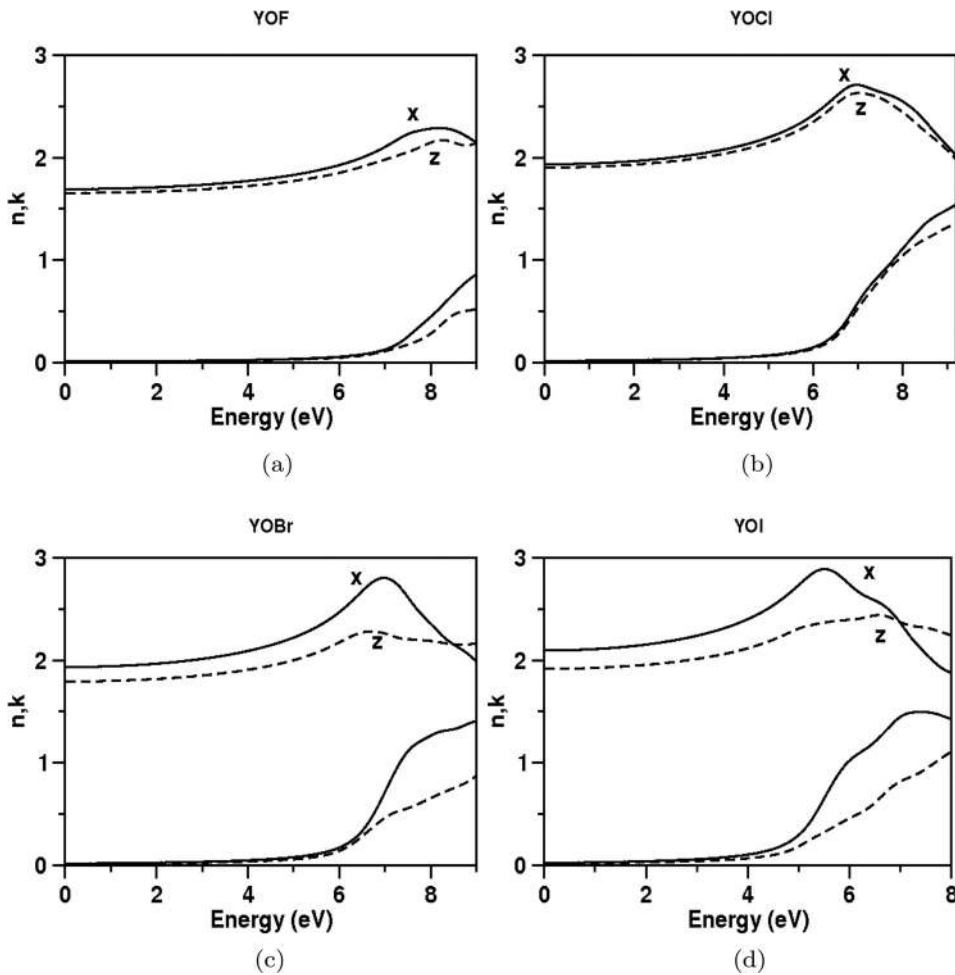 YOF
n,k
3
2
1
0
x
z
0 2 4 6 8
Energy (eV)
(a)
YOCl
n,k
3
2
1
0
x
z
0 2 4 6 8
Energy (eV)
(b)
YOBr
n,k
3
2
1
0
x
z
0 2 4 6 8
Energy (eV)
(c)
YOI
n,k
3
2
1
0
x
z
0 2 4 6 8
Energy (eV)
(d)